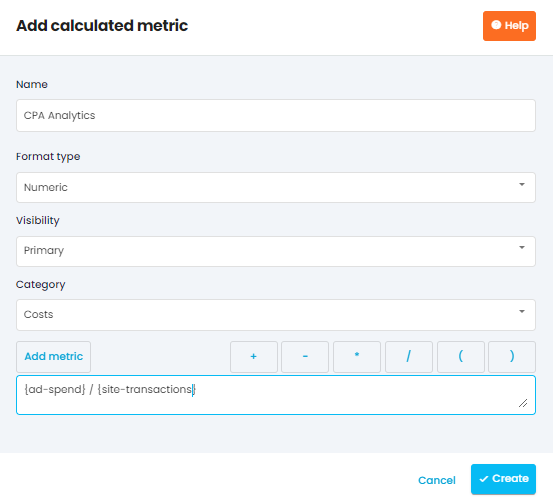 Add calculated metric
Help
Name
CPA Analytics
Format type
Numeric
Visibility
Primary
Category
Costs
Add metric + - * / ( )
{ad-spend} / {site-transactions}
Cancel Create